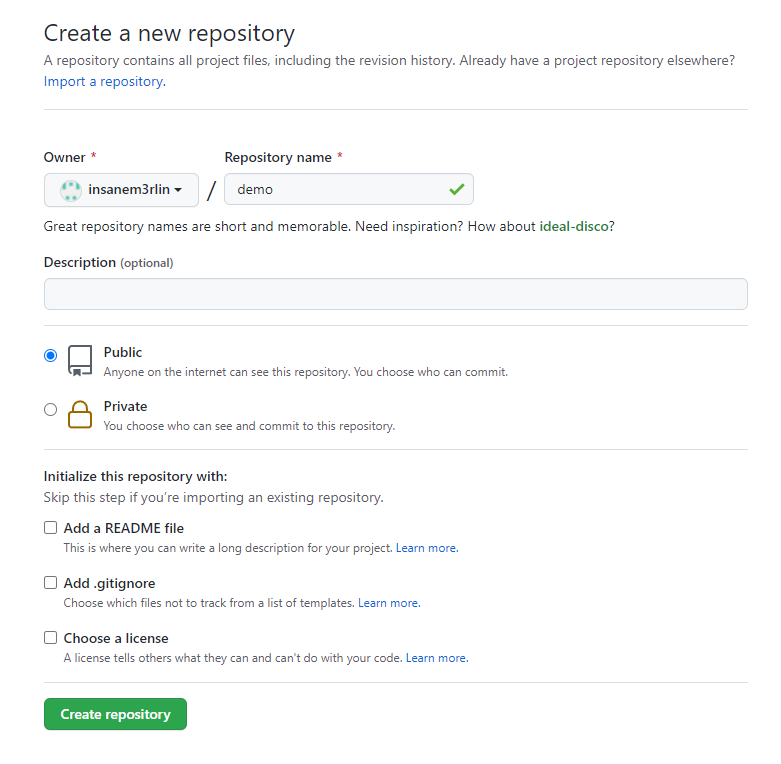 Create a new repository
A repository contains all project files, including the revision history. Already have a project repository elsewhere?
Import a repository.
Owner * Repository name *
insanem3rlin / demo
Great repository names are short and memorable. Need inspiration? How about ideal-disco?
Description (optional)
Public
Anyone on the internet can see this repository. You choose who can commit.
Private
You choose who can see and commit to this repository.
Initialize this repository with:
Skip this step if you’re importing an existing repository.
Add a README file
This is where you can write a long description for your project. Learn more.
Add .gitignore
Choose which files not to track from a list of templates. Learn more.
Choose a license
A license tells others what they can and can't do with your code. Learn more.
Create repository